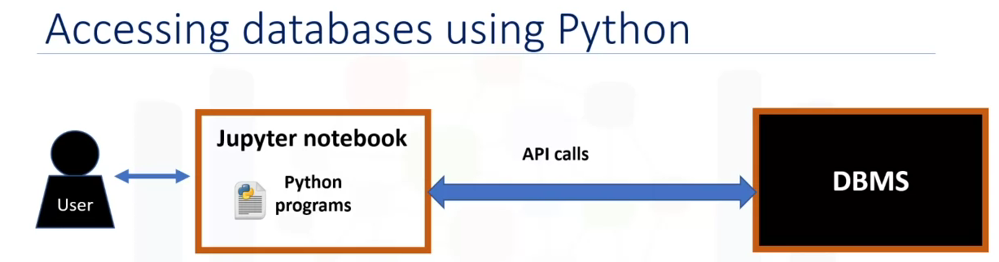 Accessing databases using Python
Jupyter notebook
Python
programs
User
API calls
DBMS